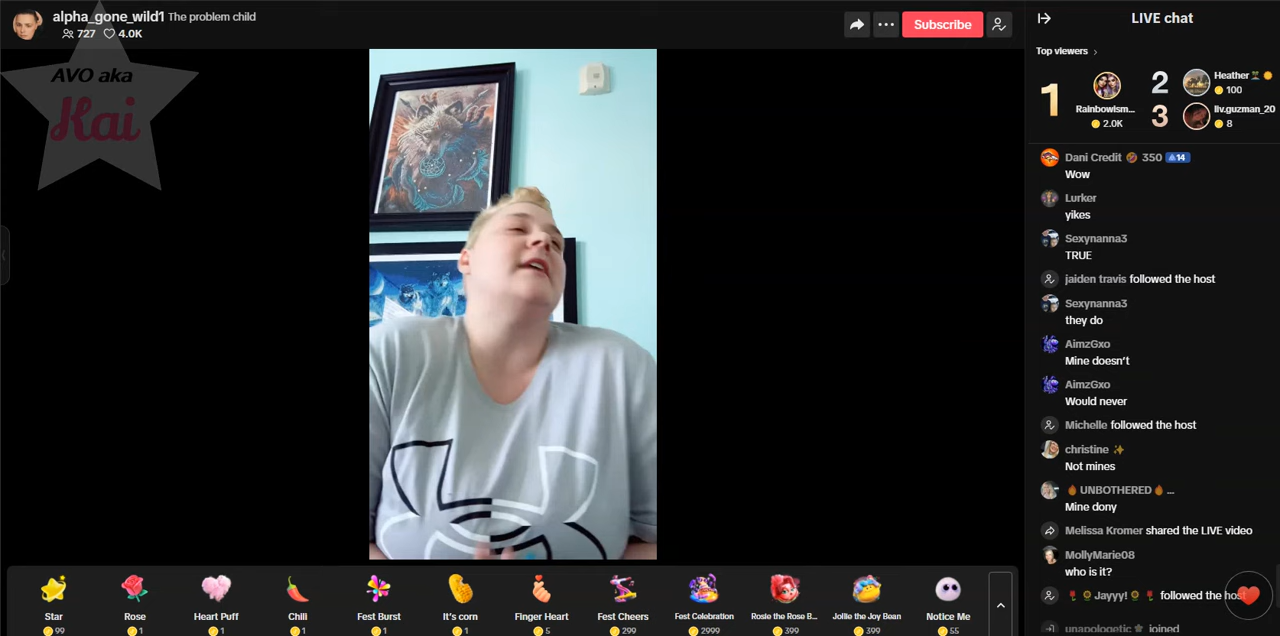 alpha_gone_wild1 The problem child
727 4.0K
Subscribe
AVO aka
Kai
LIVE chat
Top viewers
1
Rainbowism...
2.0K
2
Heather
100
3
liv.guzman_20
8
Dani Credit 350 14
Wow
Lurker
yikes
Sexynanna3
TRUE
jaiden travis followed the host
Sexynanna3
they do
AimzGxo
Mine doesn't
AimzGxo
Would never
Michelle followed the host
christine
Not mines
UNBOTHERED ...
Mine dony
Melissa Kromer shared the LIVE video
MollyMarie08
who is it?
Jayyy! followed the host
unapologetic joined
Star
99
Rose
1
Heart Puff
1
Chili
1
Fest Burst
1
It's corn
1
Finger Heart
5
Fest Cheers
299
Fest Celebration
2999
Rosie the Rose B...
399
Jollie the Joy Bean
399
Notice Me
55